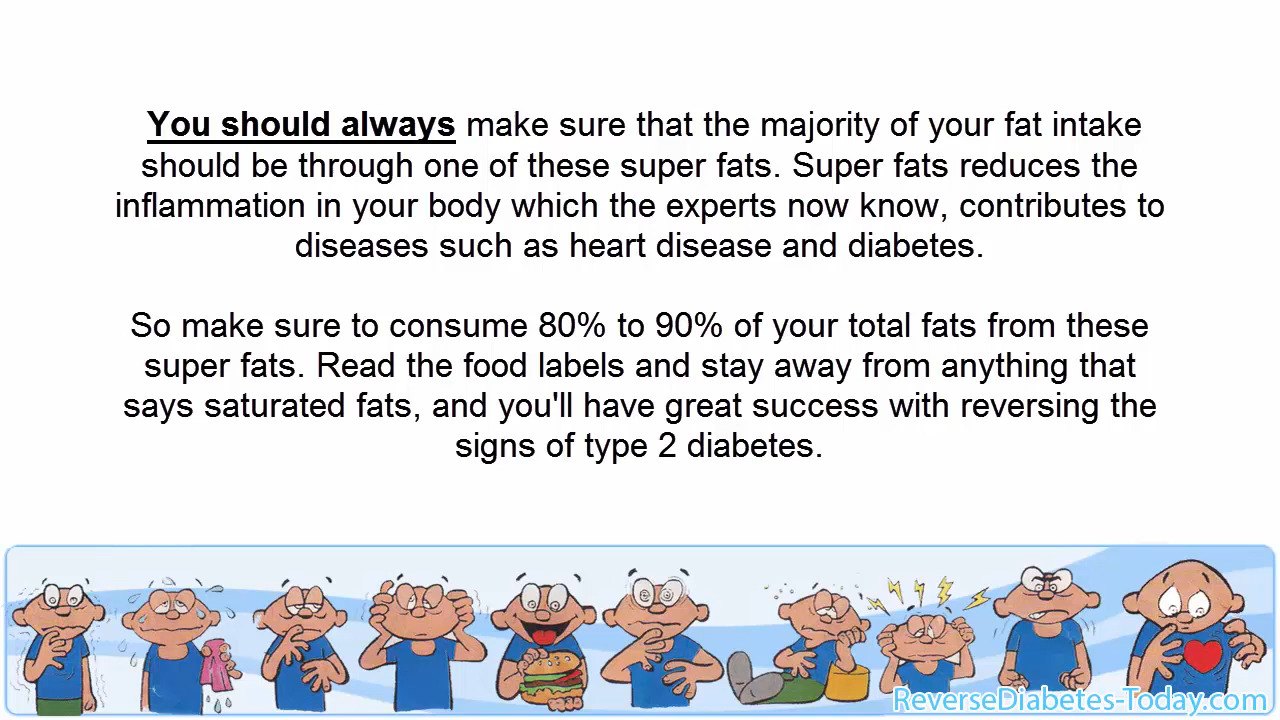 You should always make sure that the majority of your fat intake
should be through one of these super fats. Super fats reduces the
inflammation in your body which the experts now know, contributes to
diseases such as heart disease and diabetes.
So make sure to consume 80% to 90% of your total fats from these
super fats. Read the food labels and stay away from anything that
says saturated fats, and you'll have great success with reversing the
signs of type 2 diabetes.
ReverseDiabetes-Today.com